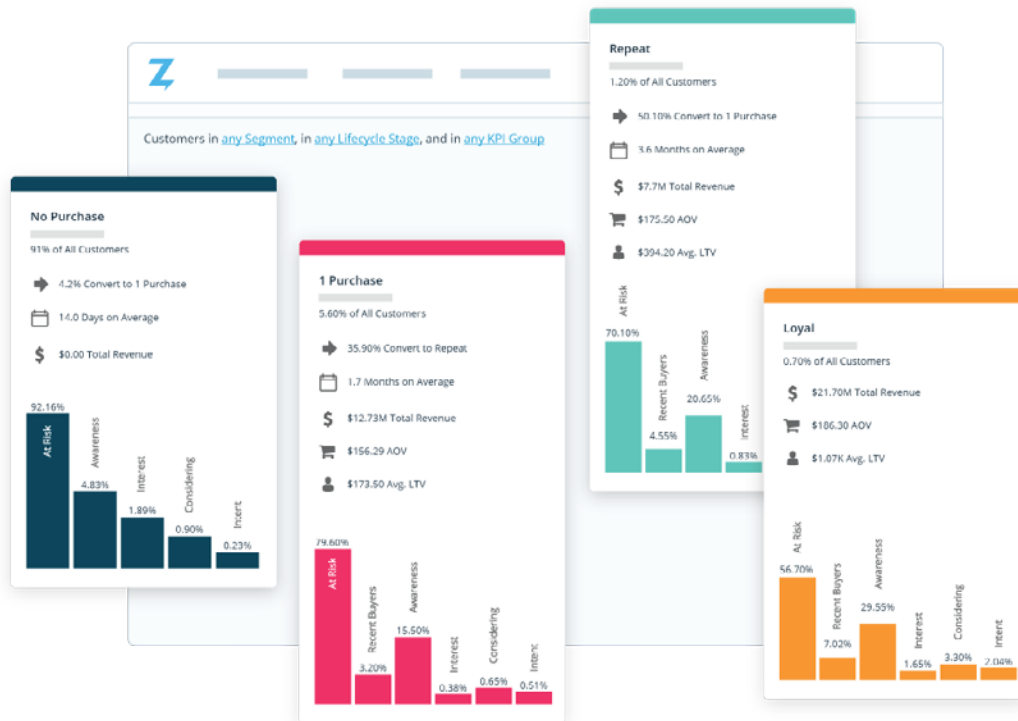 Z
Customers in any Segment, in any Lifecycle Stage, and in any KPI Group
No Purchase
91% of All Customers
4.2% Convert to 1 Purchase
14.0 Days on Average
$0.00 Total Revenue
92.16%
At Risk
4.83%
Awareness
1.89%
Interest
0.90%
Considering
0.23%
Intent
1 Purchase
5.60% of All Customers
35.90% Convert to Repeat
1.7 Months on Average
$12.73M Total Revenue
$156.29 AOV
$173.50 Avg. LTV
79.60%
At Risk
3.20%
Recent Buyers
15.50%
Awareness
0.38%
Interest
0.65%
Considering
0.51%
Intent
Repeat
1.20% of All Customers
50.10% Convert to 1 Purchase
3.6 Months on Average
$7.7M Total Revenue
$175.50 AOV
$394.20 Avg. LTV
At Risk
70.10%
Recent Buyers
4.55%
Awareness
20.65%
Interest
0.83%
Loyal
0.70% of All Customers
$21.70M Total Revenue
$186.30 AOV
$1.07K Avg. LTV
At Risk
56.70%
Recent Buyers
7.02%
Awareness
29.55%
Interest
1.65%
Considering
3.30%
Intent
2.04%